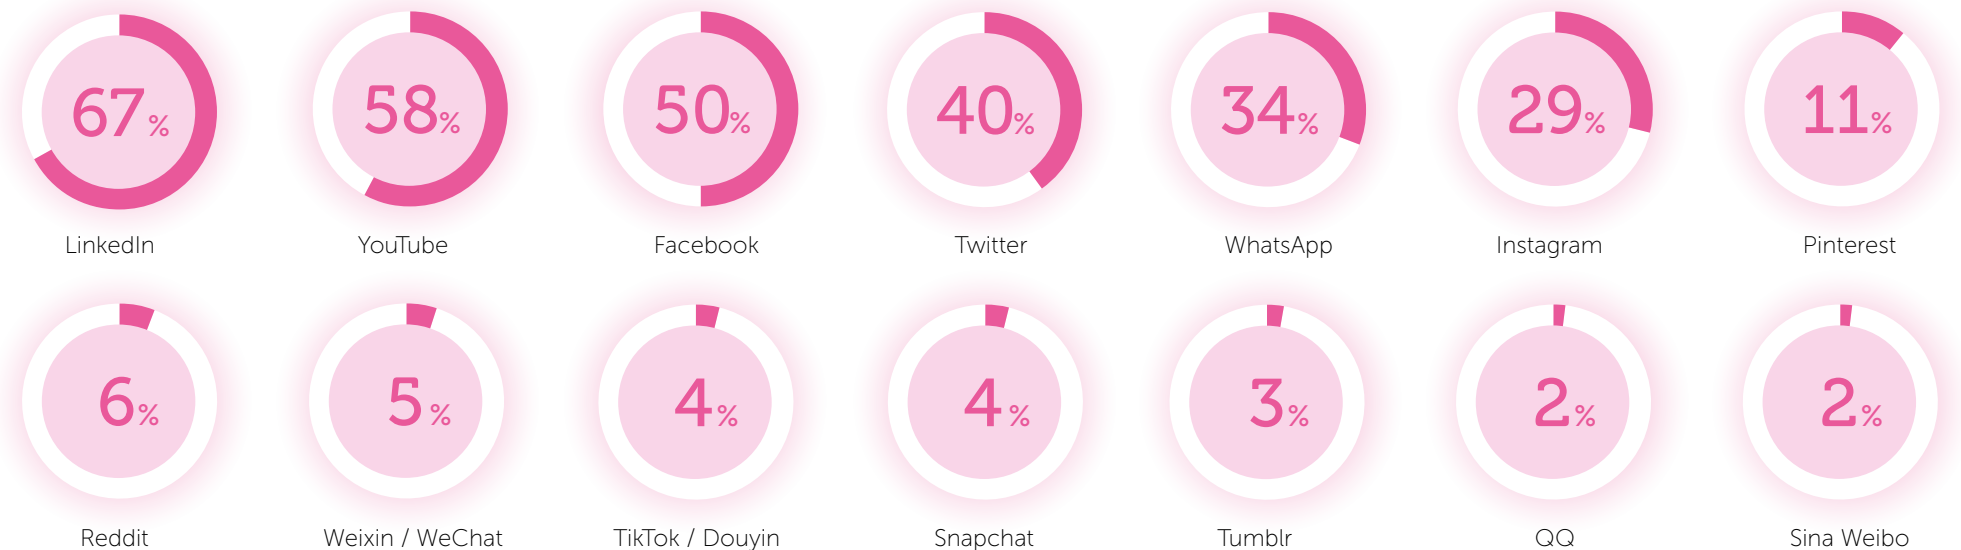 67% 58% 50% 40% 34% 29% 11%
LinkedIn YouTube Facebook Twitter WhatsApp Instagram Pinterest
6% 5% 4% 4% 3% 2% 2%
Reddit Weixin / WeChat TikTok / Douyin Snapchat Tumblr QQ Sina Weibo